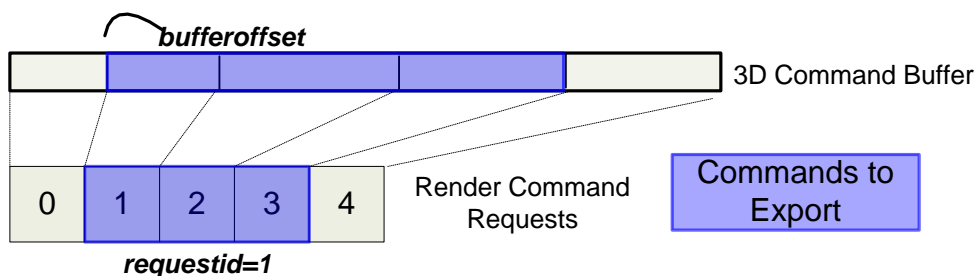 bufferoffset
3D Command Buffer
0 1 2 3 4
Render Command
Requests
Commands to
Export
requestid=1